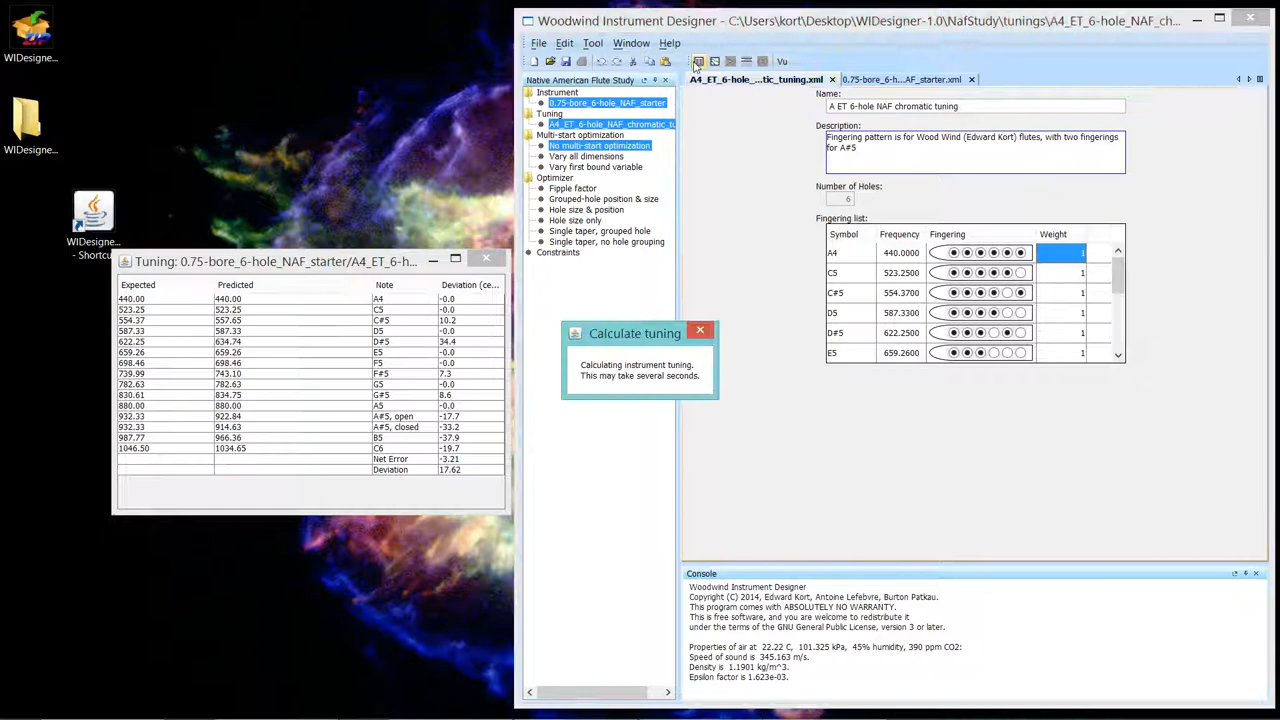 ZIP
WIDesigne...
WIDesigne...
WIDesigne...
- Shortcu
Woodwind Instrument Designer - C:\Users\kort\Desktop\WIDesigner-1.0\NafStudy\tunings\A4_ET_6-hole_NAF_ch...
File Edit Tool Window Help
Vu
Native American Flute Study
Instrument
0.75-bore_6-hole_NAF_starter
Tuning
A4_ET_6-hole_NAF_chromatic_tu
Multi-start optimization
No multi-start optimization
Vary all dimensions
Vary first bound variable
Optimizer
Fipple factor
Grouped-hole position & size
Hole size & position
Hole size only
Single taper, grouped hole
Single taper, no hole grouping
Constraints
A4_ET_6-hole_...tic_tuning.xml 0.75-bore_6-h...AF_starter.xml
Name:
A ET 6-hole NAF chromatic tuning
Description:
Fingering pattern is for Wood Wind (Edward Kort) flutes, with two fingerings
for A#5
Number of Holes:
6
Fingering list:
Symbol Frequency Fingering Weight
A4 440.0000 1
C5 523.2500 1
C#5 554.3700 1
D5 587.3300 1
D#5 622.2500 1
E5 659.2600 1
Tuning: 0.75-bore_6-hole_NAF_starter/A4_ET_6-h...
Expected Predicted Note Deviation (ce...
440.00 440.00 A4 -0.0
523.25 523.25 C5 -0.0
554.37 557.65 C#5 10.2
587.33 587.33 D5 -0.0
622.25 634.74 D#5 34.4
659.26 659.26 E5 -0.0
698.46 698.46 F5 -0.0
739.99 743.10 F#5 7.3
782.63 782.63 G5 -0.0
830.61 834.75 G#5 8.6
880.00 880.00 A5 -0.0
932.33 922.84 A#5, open -17.7
932.33 914.63 A#5, closed -33.2
987.77 966.36 B5 -37.9
1046.50 1034.65 C6 -19.7
Net Error -3.21
Deviation 17.62
Calculate tuning
Calculating instrument tuning.
This may take several seconds.
Console
Woodwind Instrument Designer
Copyright (C) 2014, Edward Kort, Antoine Lefebvre, Burton Patkau.
This program comes with ABSOLUTELY NO WARRANTY.
This is free software, and you are welcome to redistribute it
under the terms of the GNU General Public License, version 3 or later.
Properties of air at 22.22 C, 101.325 kPa, 45% humidity, 390 ppm CO2:
Speed of sound is 345.163 m/s.
Density is 1.1901 kg/m^3.
Epsilon factor is 1.623e-03.